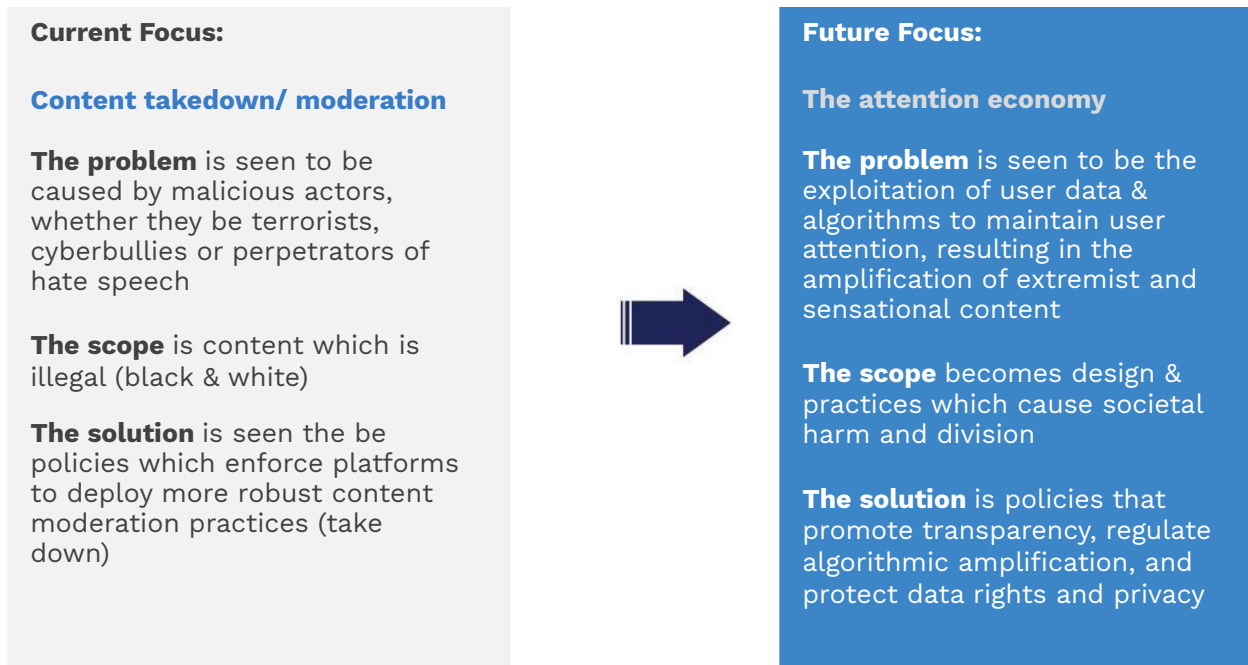 Current Focus:
Content takedown/ moderation
The problem is seen to be
caused by malicious actors,
whether they be terrorists,
cyberbullies or perpetrators of
hate speech
The scope is content which is
illegal (black & white)
The solution is seen the be
policies which enforce platforms
to deploy more robust content
moderation practices (take
down)
Future Focus:
The attention economy
The problem is seen to be the
exploitation of user data &
algorithms to maintain user
attention, resulting in the
amplification of extremist and
sensational content
The scope becomes design &
practices which cause societal
harm and division
The solution is policies that
promote transparency, regulate
algorithmic amplification, and
protect data rights and privacy